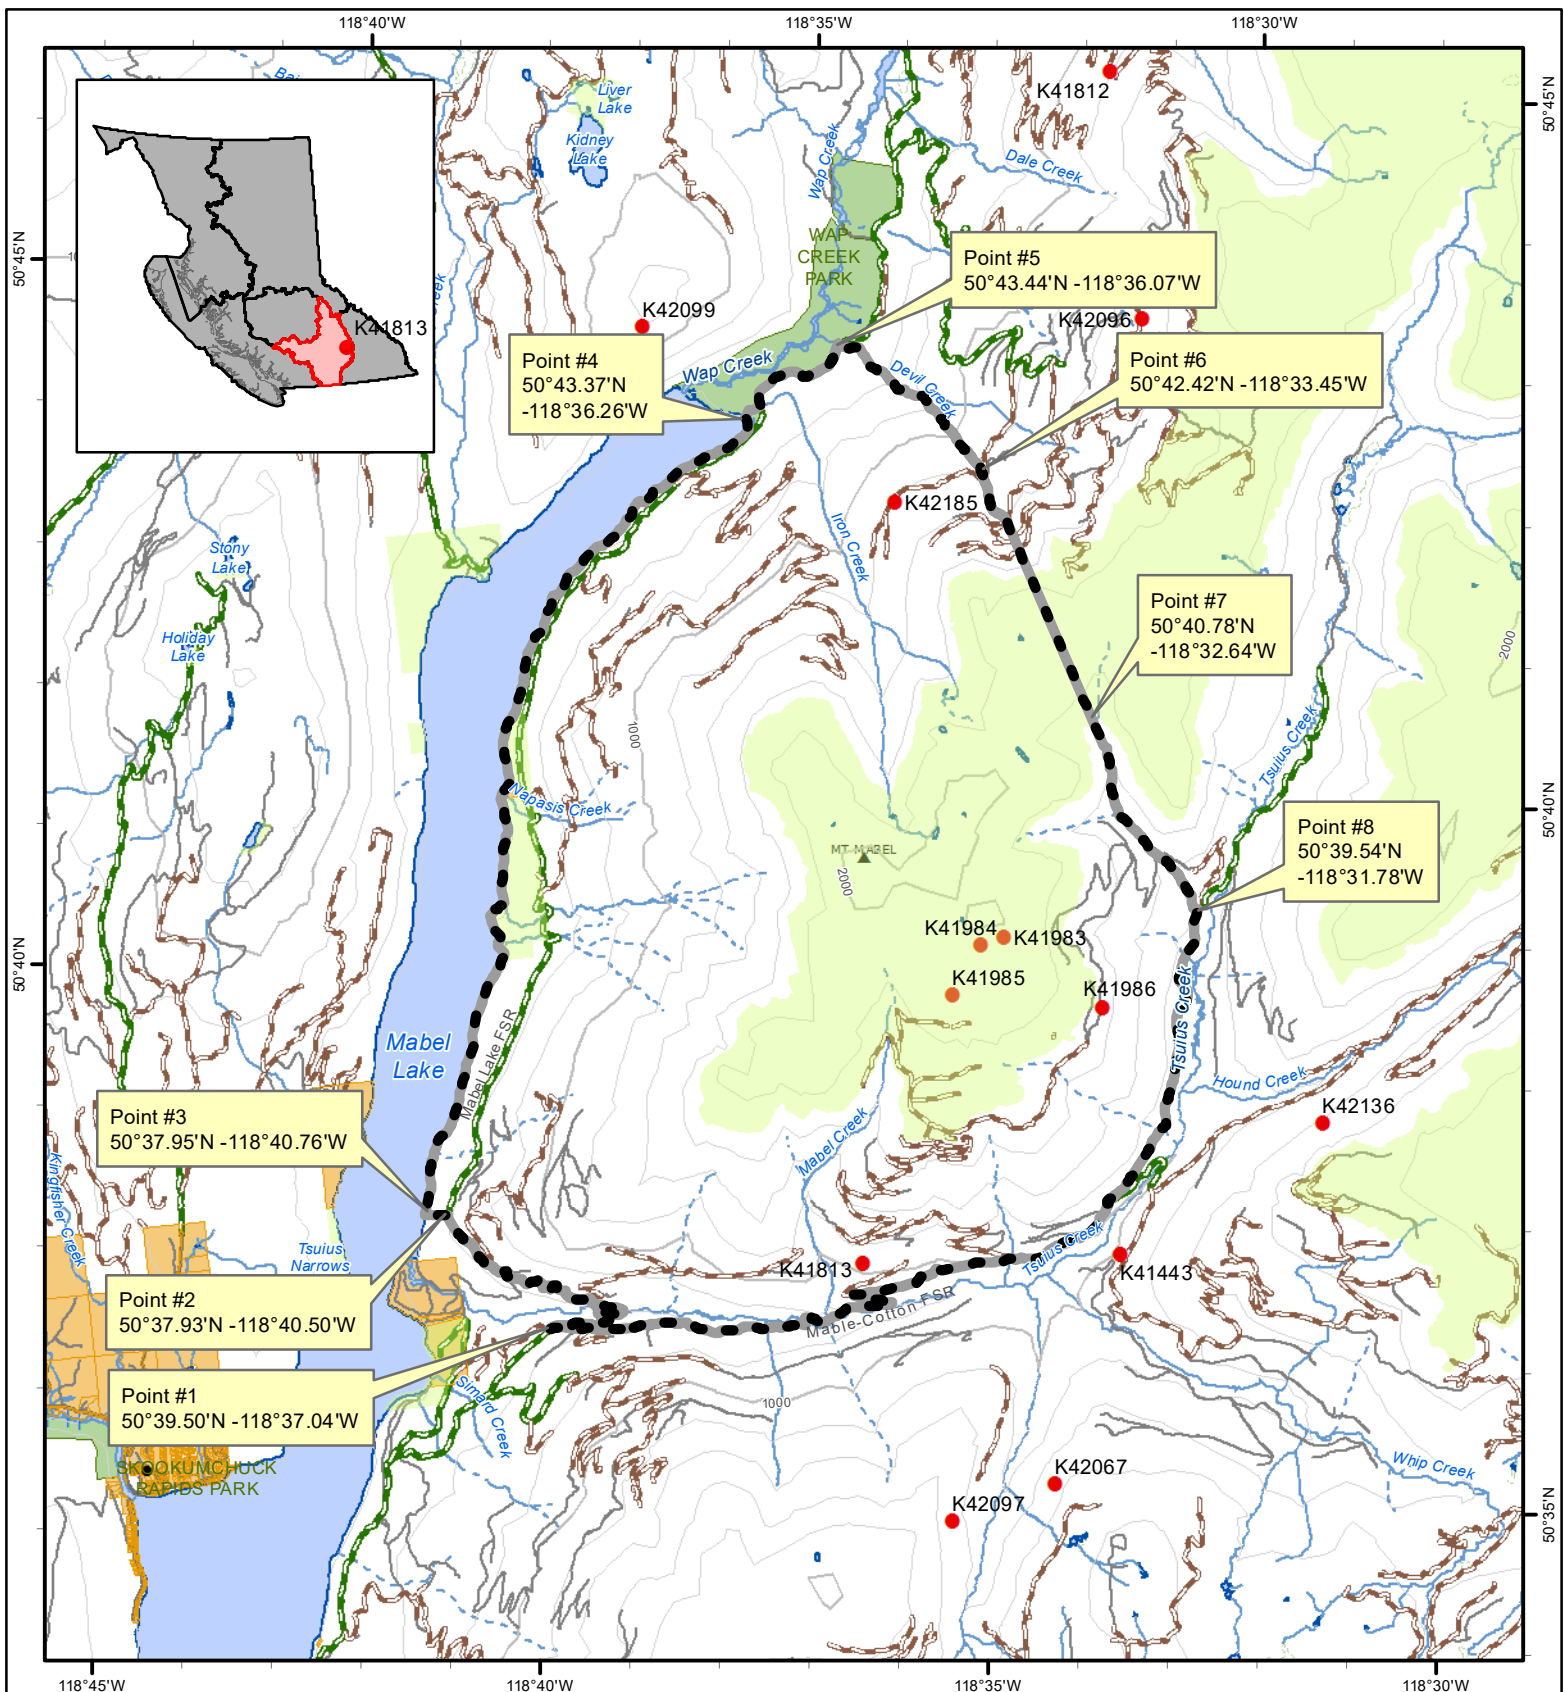 118°40'W
118°35'W
118°30'W
50°45'N
50°45'N
Liver
Lake
Kidney
Lake
K41812
Dale Creek
Wap Creek
WAP
CREEK
PARK
Point #5
50°43.44'N -118°36.07'W
K41813
K42099
K42096
Point #4
50°43.37'N
-118°36.26'W
Wap Creek
Devil Creek
Point #6
50°42.42'N -118°33.45'W
K42185
Iron Creek
Stony
Lake
Holiday
Lake
Point #7
50°40.78'N
-118°32.64'W
2000
1000
Tsuius Creek
Napasis Creek
50°40'N
MT MABEL
2000
Point #8
50°39.54'N
-118°31.78'W
K41984
K41983
K41985
K41986
50°40'N
Mabel
Lake
Mabel Lake FSR
Tsuius Creek
Hound Creek
K42136
Point #3
50°37.95'N -118°40.76'W
Mabel Creek
Kingfisher Creek
Tsuius
Narrows
Tsuius Creek
K41813
K41443
Point #2
50°37.93'N -118°40.50'W
Mable-Cotton FSR
Point #1
50°39.50'N -118°37.04'W
Simard Creek
1000
SKOOKUMCHUCK
RAPIDS PARK
K42067
Whip Creek
K42097
50°35'N
118°45'W
118°40'W
118°35'W
118°30'W